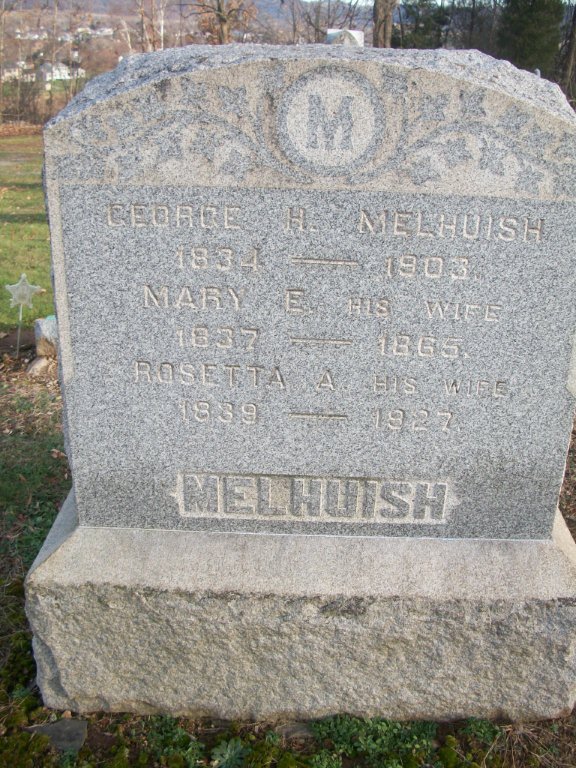 M
GEORGE H. MELHUISH
1834 — 1903.
MARY E. HIS WIFE
1837 — 1865.
ROSETTA A. HIS WIFE
1839 — 1927
MELHUISH